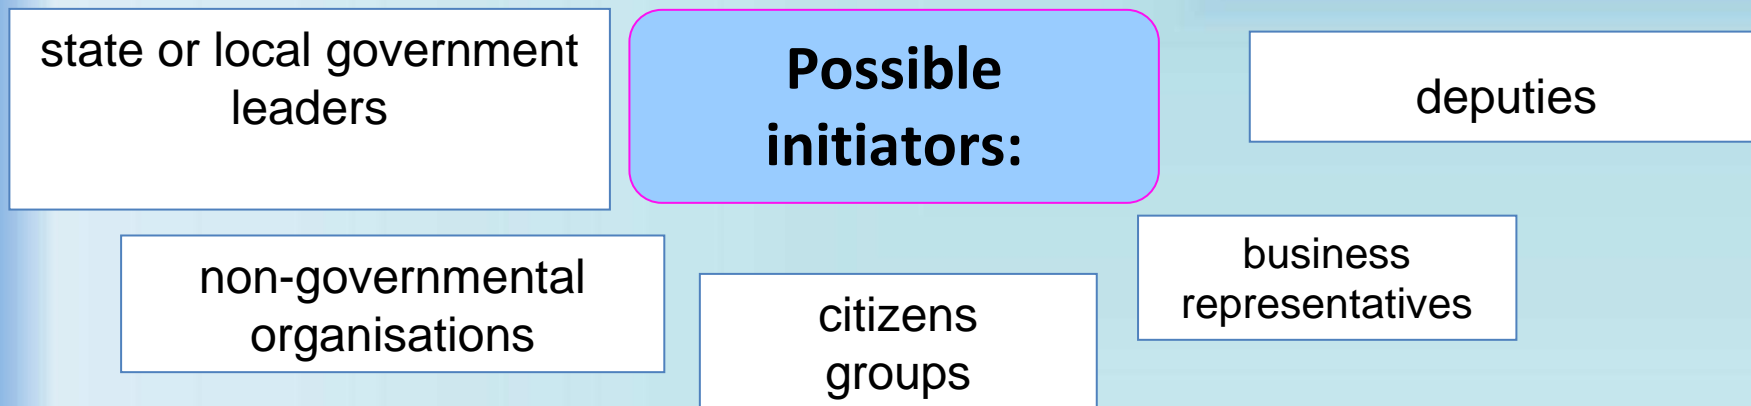 state or local government
leaders
Possible
initiators:
deputies
non-governmental
organisations
citizens
groups
business
representatives